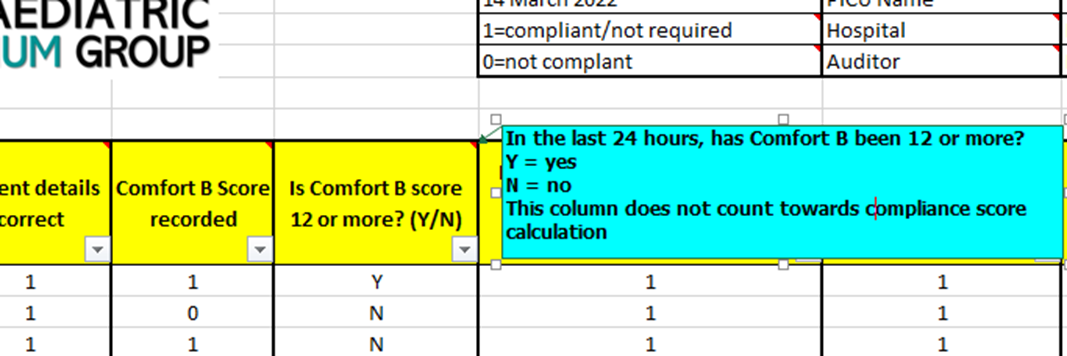 14 March 2022
PICU Name
AEDIATRIC
UM GROUP
1=compliant/not required
Hospital
0=not complant
Auditor
In the last 24 hours, has Comfort B been 12 or more?
Y = yes
N = no
This column does not count towards compliance score
calculation
ent details
correct
Comfort B Score
recorded
Is Comfort B score
12 or more? (Y/N)
1 1 Y 1 1
1 0 N 1 1
1 1 N 1 1